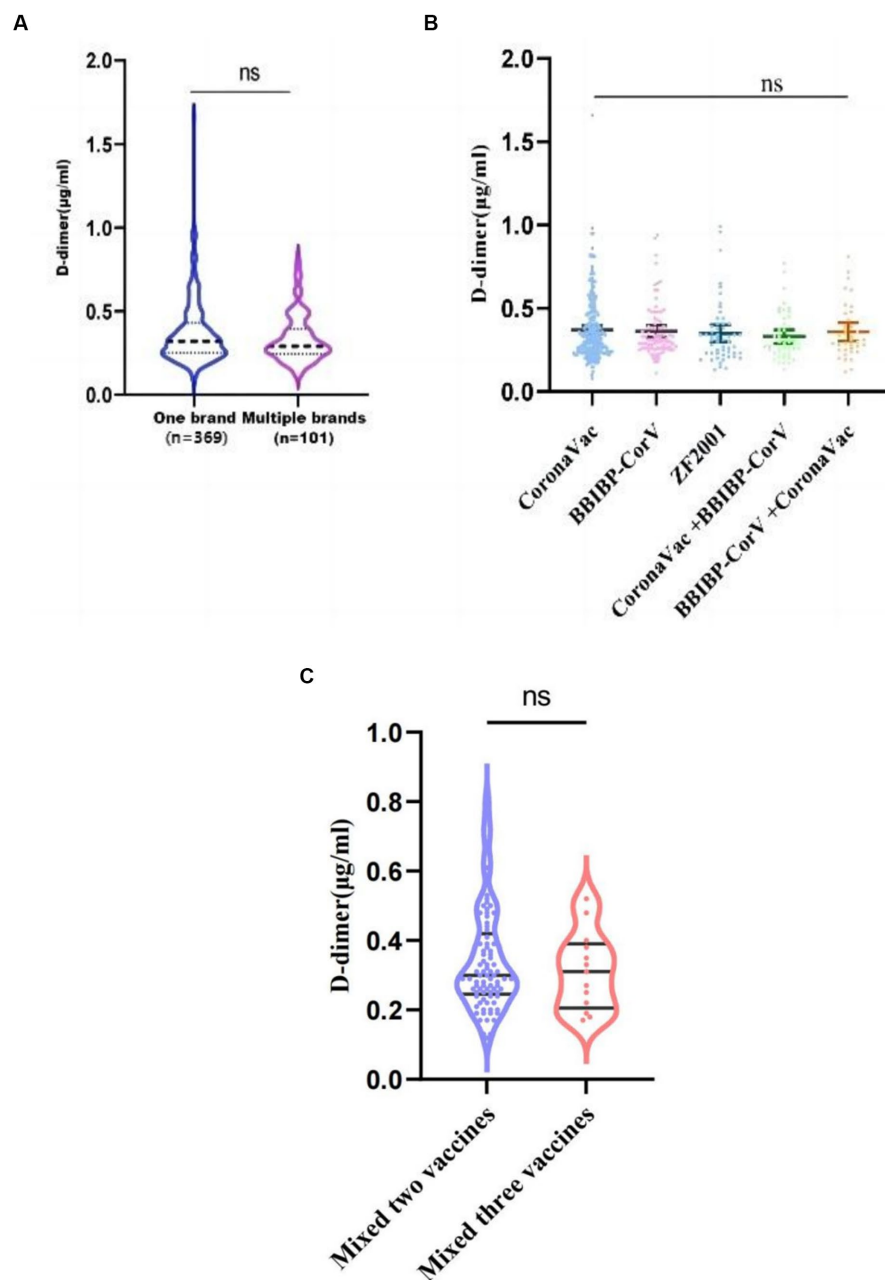 A
ns
2.0
1.5
1.0
0.5
0.0
D-dimer(µg/ml)
One brand
(n=369)
Multiple brands
(n=101)
B
ns
2.0
1.5
1.0
0.5
0.0
D-dimer(µg/ml)
CoronaVac
BBIBP-CorV
ZF2001
CoronaVac +BBIBP-CorV
BBIBP-CorV +CoronaVac
C
ns
1.0
0.8
0.6
0.4
0.2
0.0
D-dimer(µg/ml)
Mixed two vaccines
Mixed three vaccines